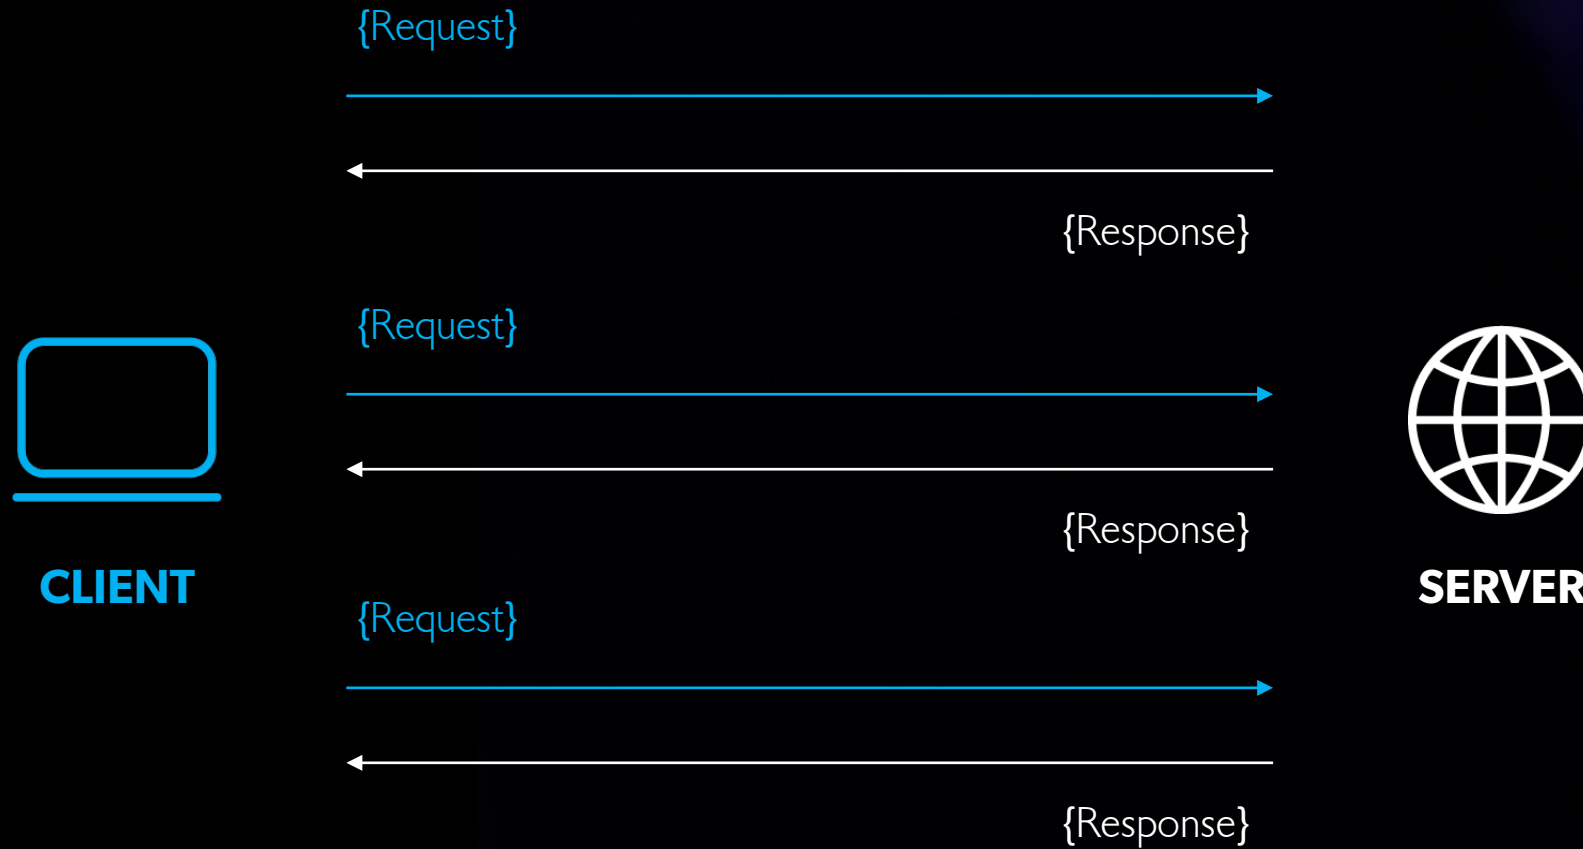 {Request}
{Response}
{Request}
{Response}
CLIENT
SERVER
{Request}
{Response}